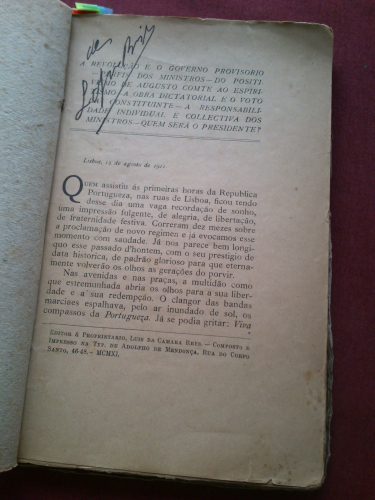 A REVOLUÇÃO E O GOVERNO PROVISORIO
DOS MINISTROS—DO POSITI-
VISMO DE AUGUSTO COMTE AO ESPIRI-
A OBRA DICTATORIAL E O VOTO
CONSTITUINTE—A RESPONSABILI-
DADE INDIVIDUAL E COLLECTIVA DOS
MINISTROS—QUEM SERÁ O PRESIDENTE?
Lisboa, 15 de agosto de 1911.
QUEM assistiu ás primeiras horas da Republica
Portugueza, nas ruas de Lisboa, ficou tendo
desse dia uma vaga recordação de sonho,
uma impressão fulgente, de alegria, de libertação,
de fraternidade festiva. Correram dez mezes sobre
a proclamação do novo regimen e já evocamos esse
momento com saudade. Já nos parece bem longi-
quo esse passado d'hontem, com o seu prestigio de
data historica, de padrão glorioso para que eterna-
mente volverão os olhos as gerações do porvir.
Nas avenidas e nas praças, a multidão como
que estremunhada abria os olhos para a sua liber-
dade e a sua redempção. O clangor das bandas
marciaes espalhava, pelo ar inundado de sol, os
compassos da Portugueza. Já se podia gritar: Viva
EDITOR & PROPRIETARIO, LUIS DA CAMARA REYS.—COMPOSTO E
IMPRESSO NA TYP. DE ADOLPHO DE MENDONÇA, RUA DO CORPO
SANTO, 46-48.—MCMXI.